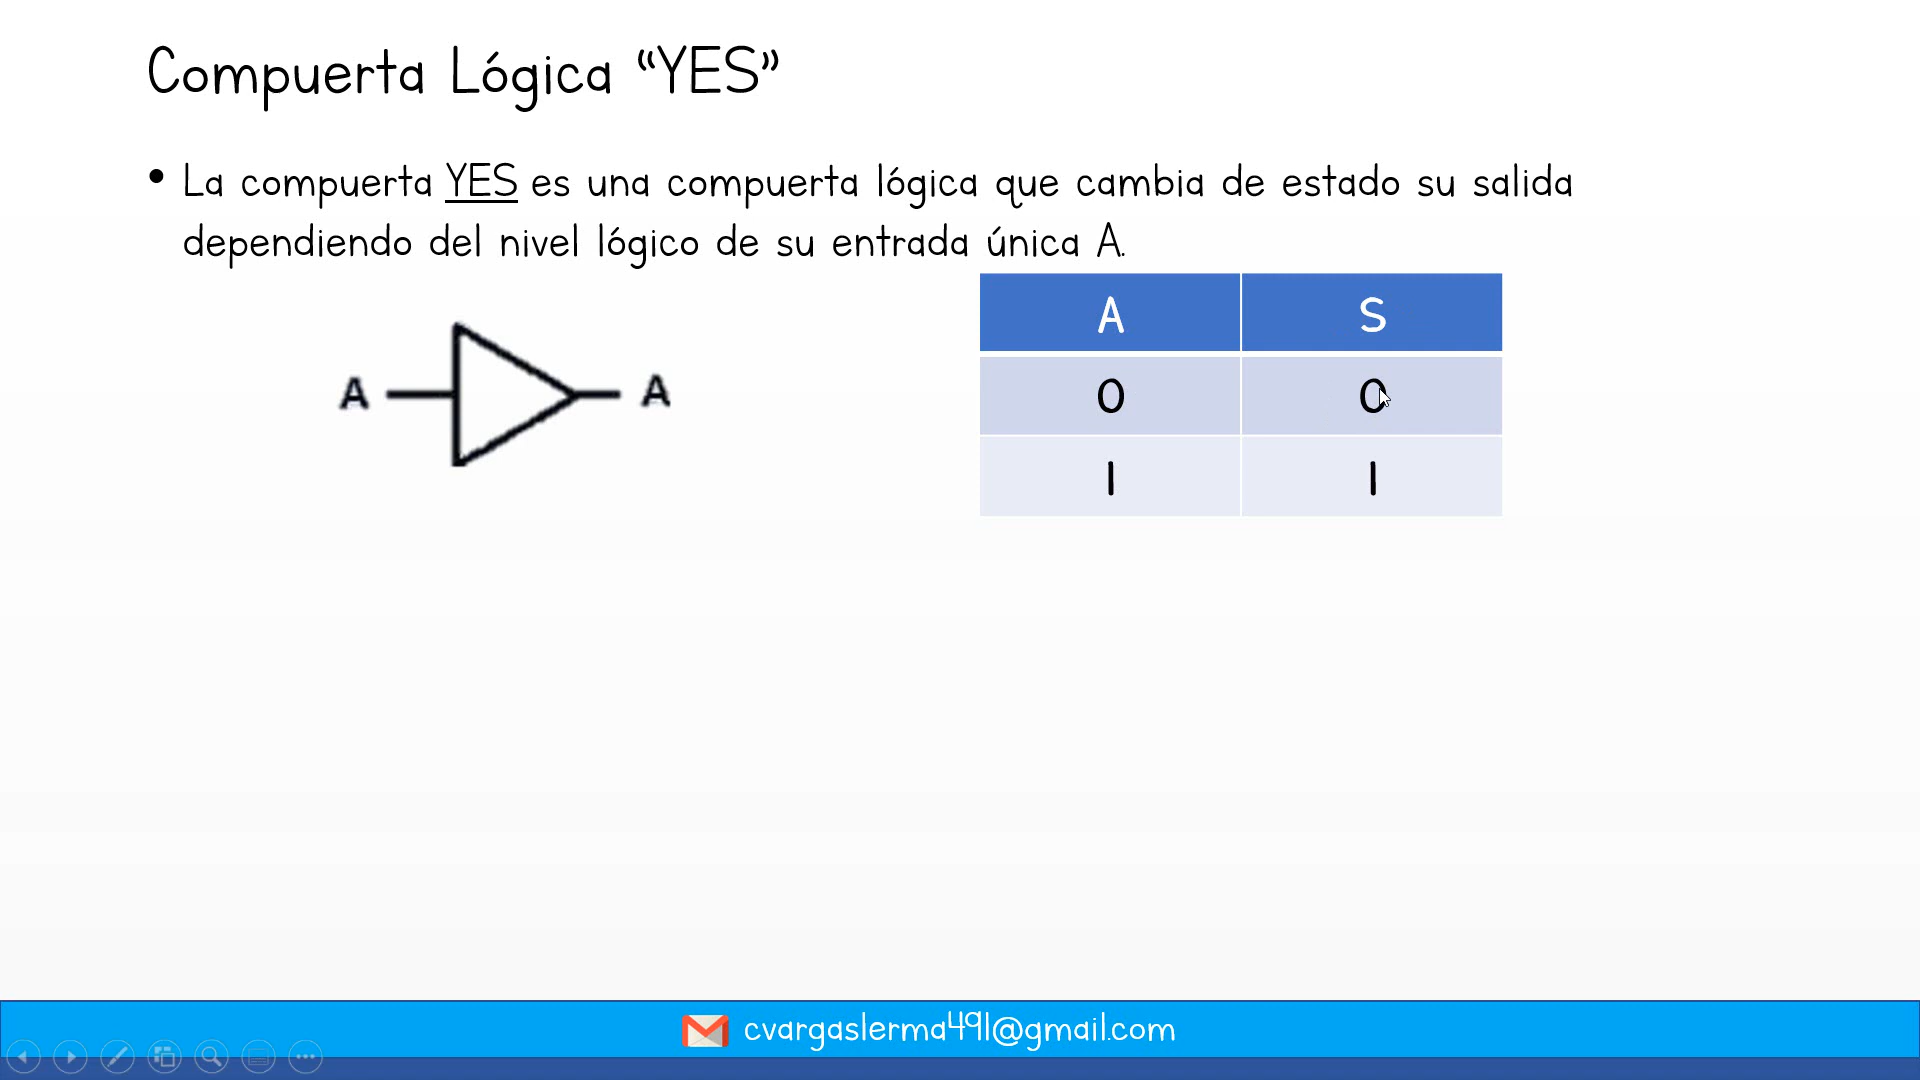 Compuerta Lógica “YES”
• La compuerta YES es una compuerta lógica que cambia de estado su salida
dependiendo del nivel lógico de su entrada única A.
A A
A S
0 0
1 1
cvargaslerma491@gmail.com